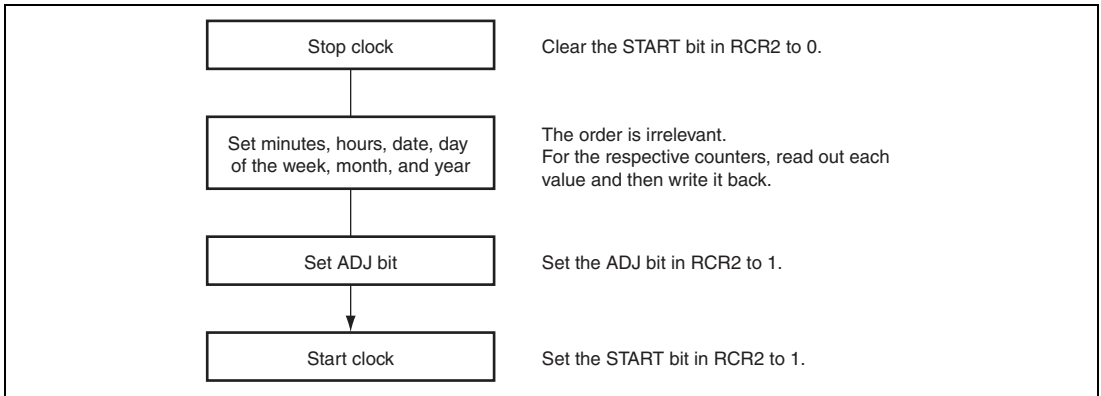 Stop clock
Clear the START bit in RCR2 to 0.
Set minutes, hours, date, day
of the week, month, and year
The order is irrelevant.
For the respective counters, read out each
value and then write it back.
Set ADJ bit
Set the ADJ bit in RCR2 to 1.
Start clock
Set the START bit in RCR2 to 1.